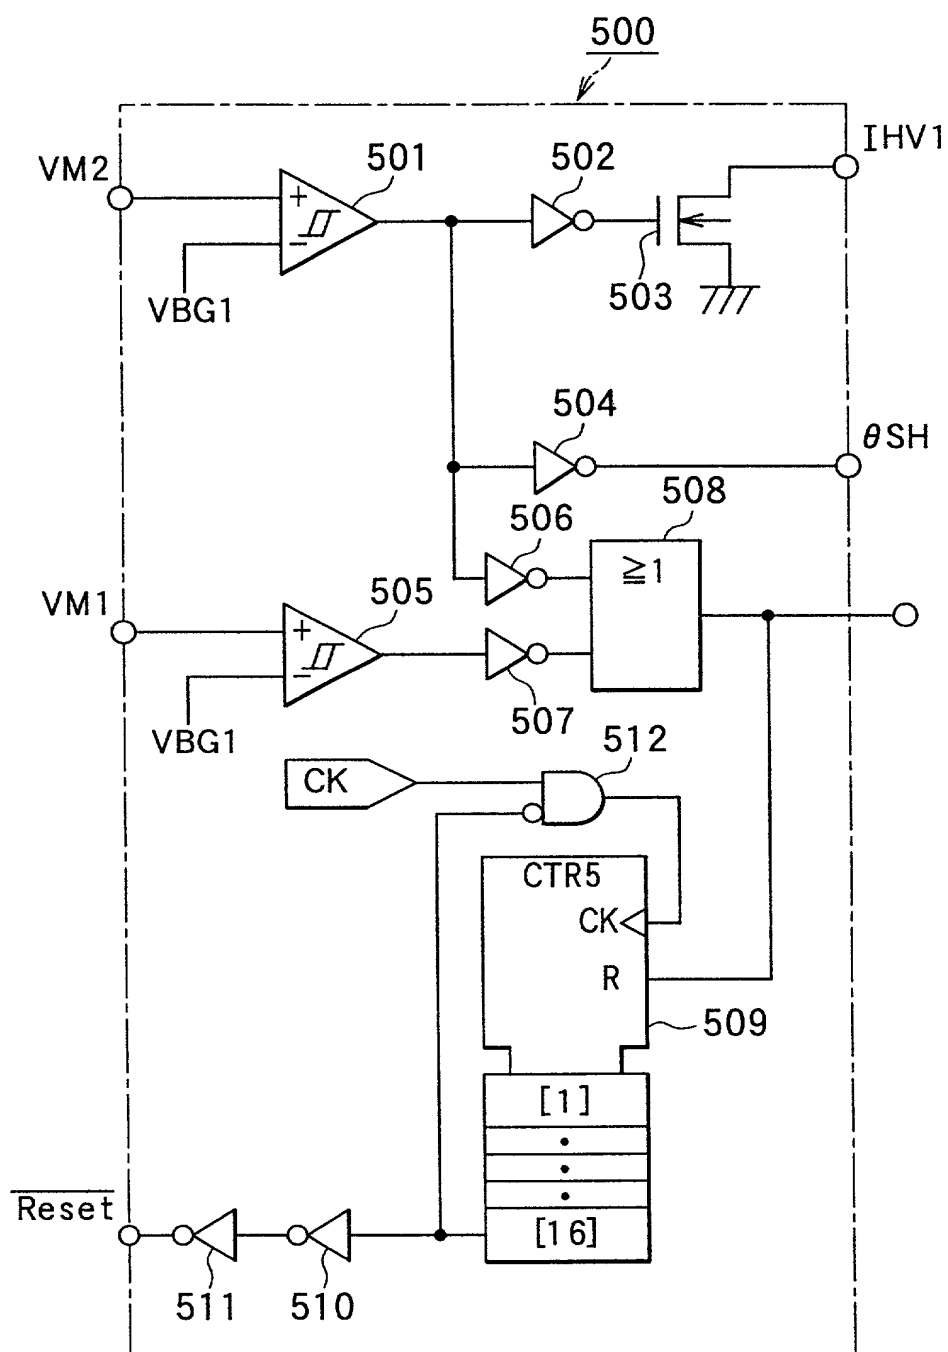 500
IHV1
VM2
501
502
+
−
503
VBG1
504
θSH
508
506
≧1
VM1
505
+
−
507
VBG1
512
CK
CTR5
CK
R
509
[1]
Reset
[16]
511
510